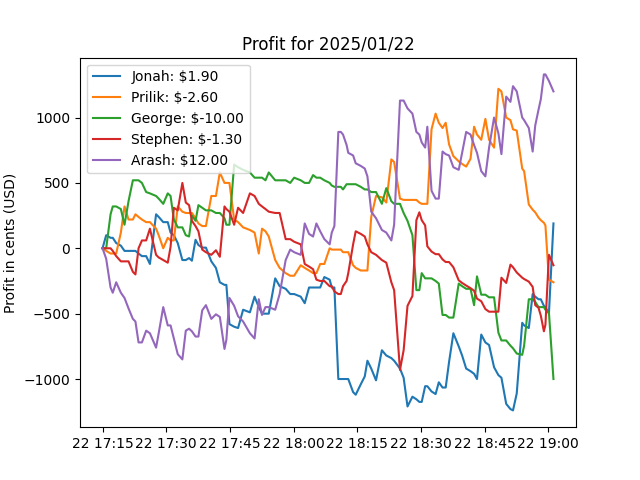 Profit for 2025/01/22
Jonah: $1.90
Prilik: $-2.60
George: $-10.00
Stephen: $-1.30
Arash: $12.00
Profit in cents (USD)
1000
500
0
−500
−1000
22 17:15 22 17:30 22 17:45 22 18:00 22 18:15 22 18:30 22 18:45 22 19:00